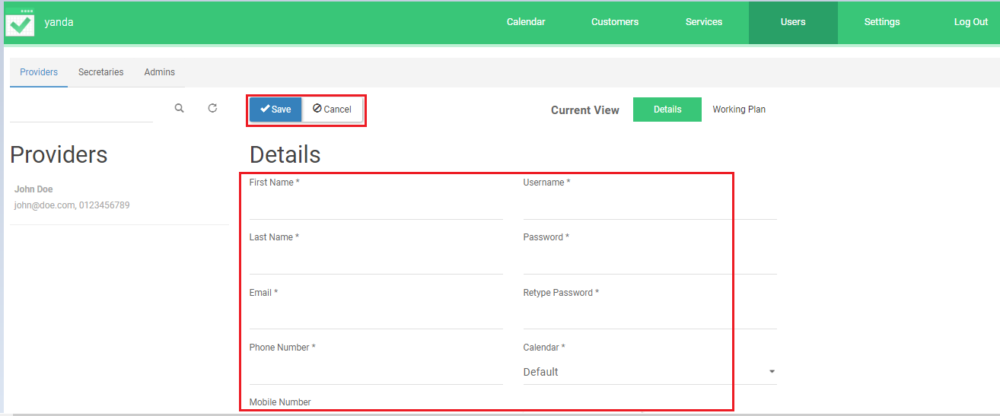 yanda
Calendar
Customers
Services
Users
Settings
Log Out
Providers
Secretaries
Admins
Save
Cancel
Current View
Details
Working Plan
Providers
John Doe
john@doe.com, 0123456789
Details
First Name *
Username *
Last Name *
Password *
Email *
Retype Password *
Phone Number *
Calendar *
Default
Mobile Number